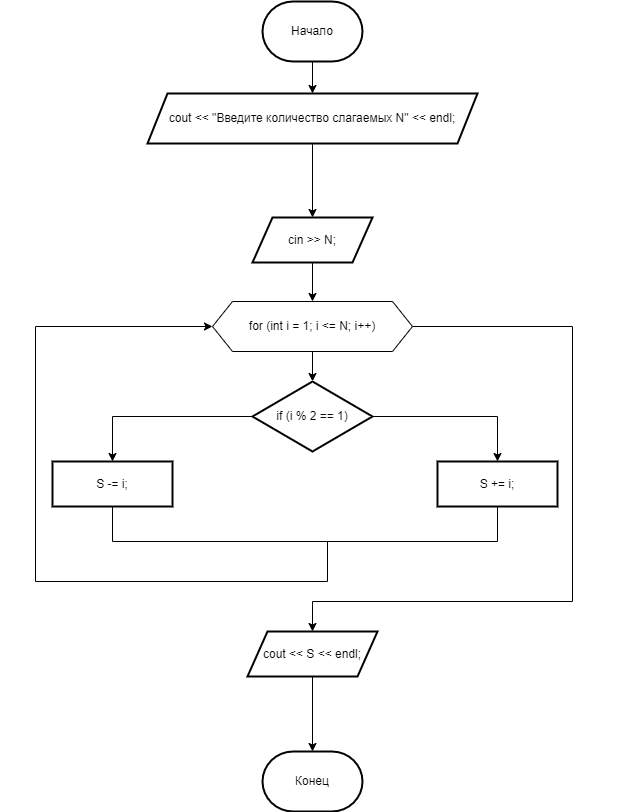 Начало
cout << "Введите количество слагаемых N" << endl;
cin >> N;
for (int i = 1; i <= N; i++)
if (i % 2 == 1)
S -= i;
S += i;
cout << S << endl;
Конец